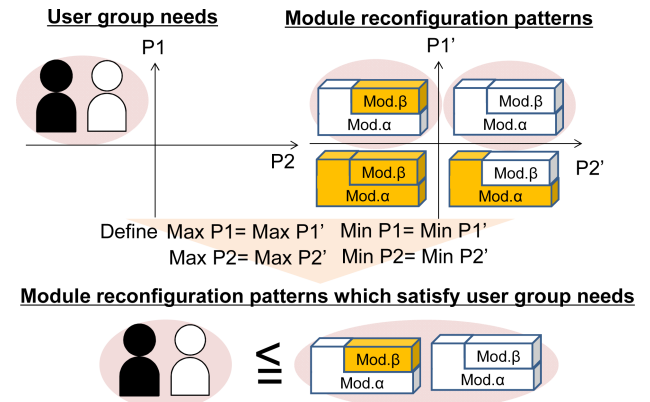 User group needs
Module reconfiguration patterns
P1
P1’
Mod.β
Mod.α
Mod.β
Mod.α
P2
P2’
Mod.β
Mod.α
Mod.β
Mod.α
Define Max P1= Max P1’ Min P1= Min P1’
Max P2= Max P2’ Min P2= Min P2’
Module reconfiguration patterns which satisfy user group needs
≦
Mod.β
Mod.α
Mod.β
Mod.α